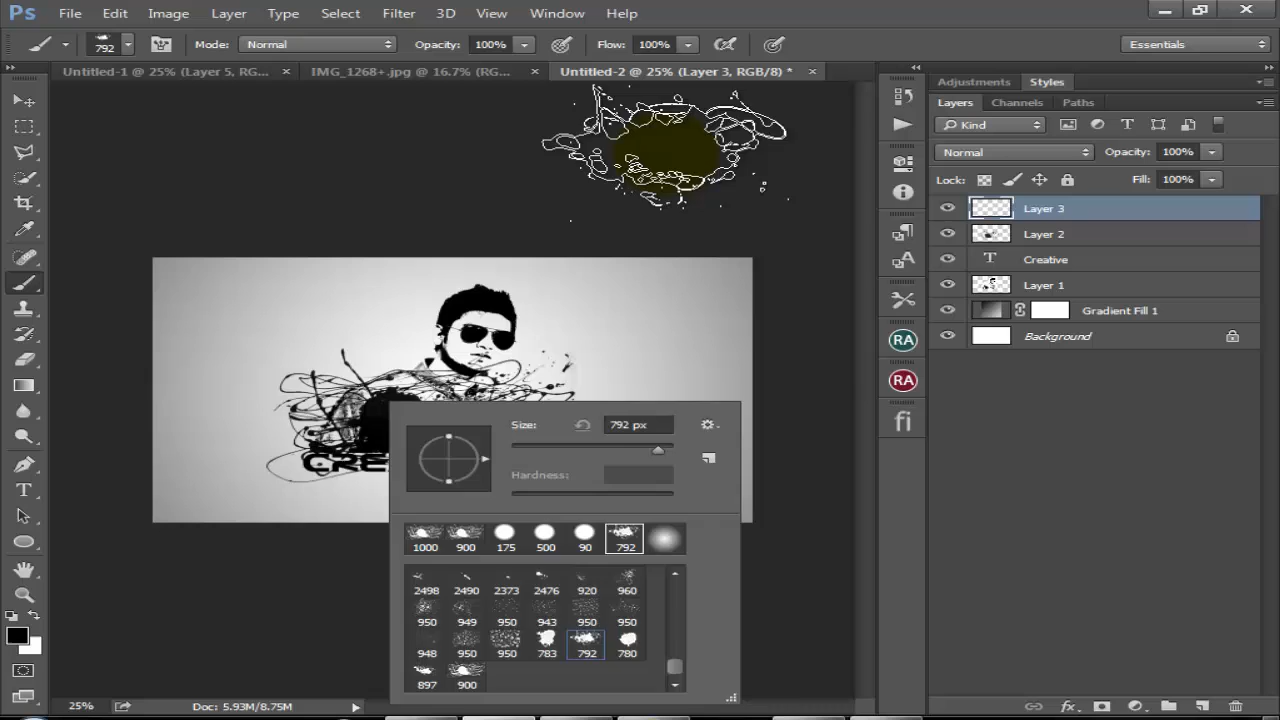 Ps File Edit Image Layer Type Select Filter 3D View Window Help
792 Mode: Normal Opacity: 100% Flow: 100% Essentials
Untitled-1 @ 25% (Layer 5, RG... × IMG_1268+.jpg @ 16.7% (RG... × Untitled-2 @ 25% (Layer 3, RGB/8) * ×
Adjustments Styles
Layers Channels Paths
Kind
Normal Opacity: 100%
Lock: Fill: 100%
Layer 3
Layer 2
T Creative
Layer 1
Gradient Fill 1
Background
RA
RA
fi
CRE
Size: 792 px
Hardness:
1000 900 175 500 90 792
2498 2490 2373 2476 920 960
950 949 950 943 950 950
948 950 950 783 792 780
897 900
25% Doc: 5.93M/8.75M